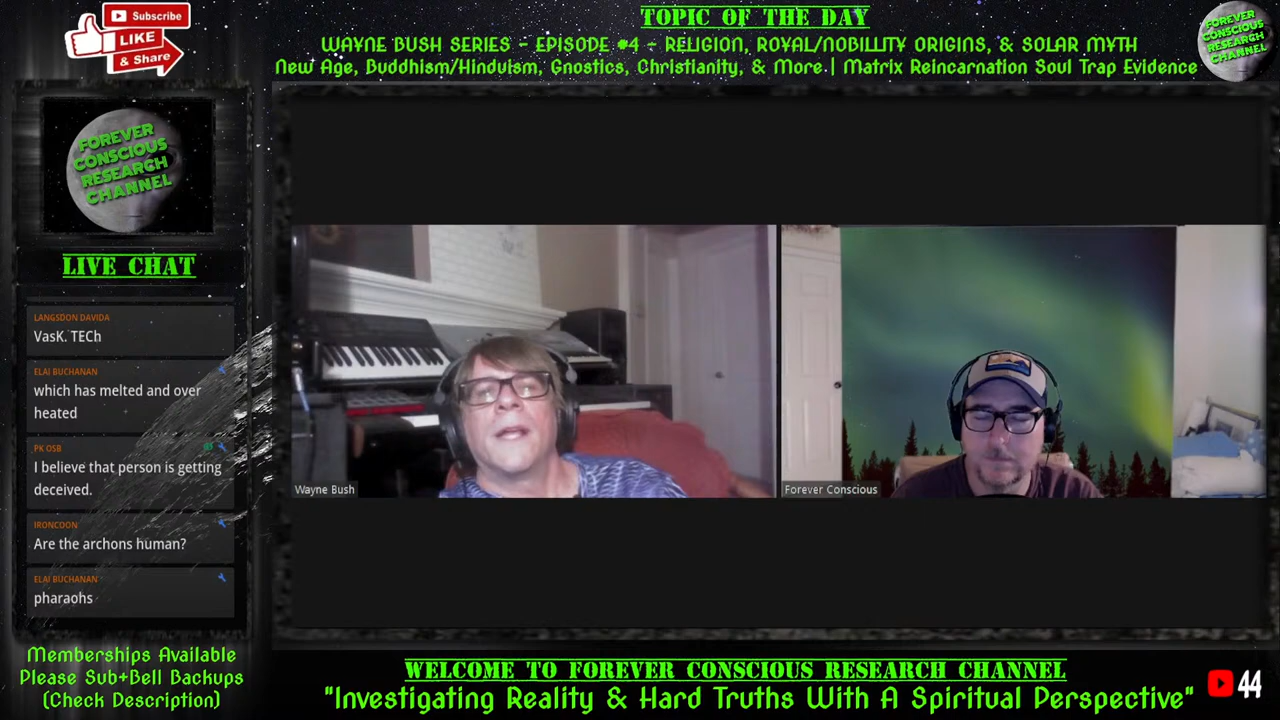 Subscribe
LIKE
& Share
TOPIC OF THE DAY
WAYNE BUSH SERIES - EPISODE #4 - RELIGION, ROYAL/NOBILLITY ORIGINS, & SOLAR MYTH
New Age, Buddhism/Hinduism, Gnostics, Christianity, & More | Matrix Reincarnation Soul Trap Evidence
FOREVER
CONSCIOUS
RESEARCH
CHANNEL
FOREVER
CONSCIOUS
RESEARCH
CHANNEL
LIVE CHAT
LANGSDON DAVIDA
VasK. TECh
ELAI BUCHANAN
which has melted and over
heated
PK OSB
I believe that person is getting
deceived.
IRONCDON
Are the archons human?
ELAI BUCHANAN
pharaohs
Wayne Bush
Forever Conscious
Memberships Available
Please Sub+Bell Backups
(Check Description)
WELCOME TO FOREVER CONSCIOUS RESEARCH CHANNEL
"Investigating Reality & Hard Truths With A Spiritual Perspective"
44